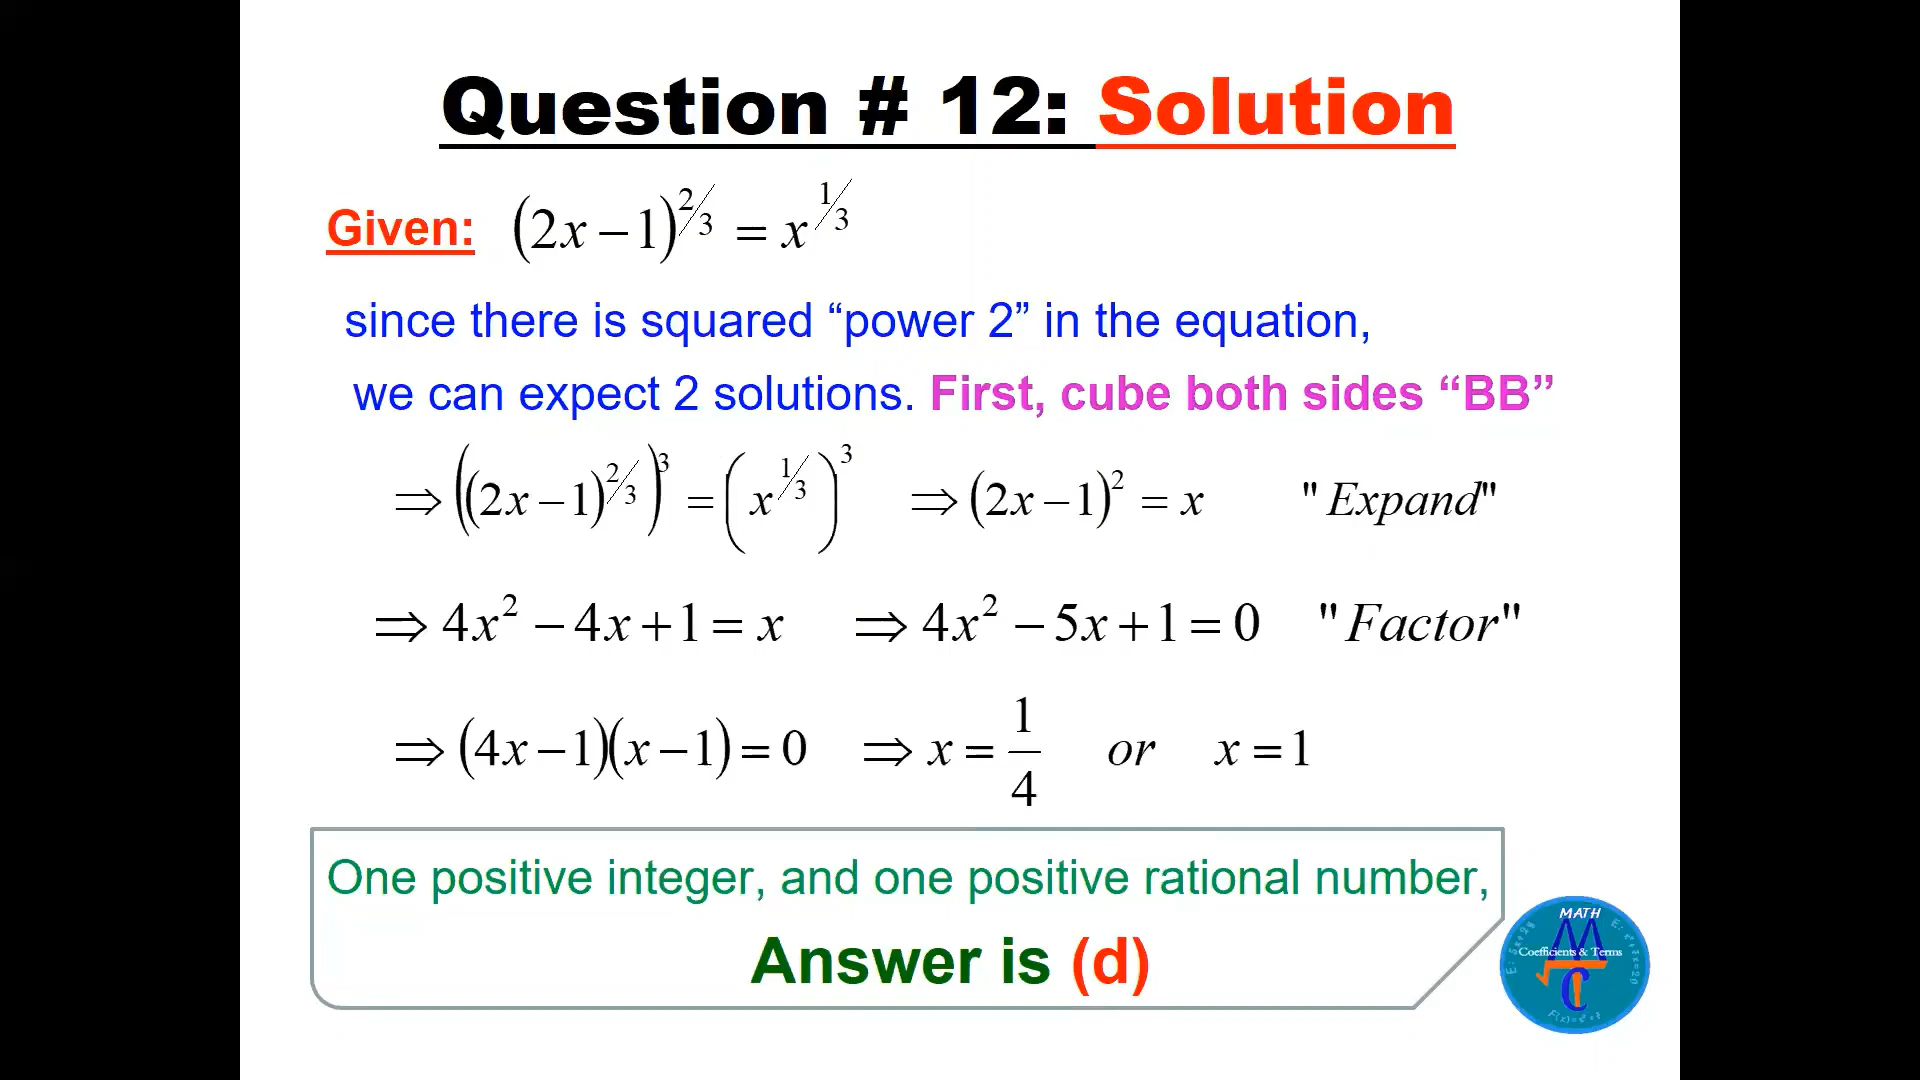 Question # 12: Solution
Given: (2x − 1)^{2/3} = x^{1/3}
since there is squared “power 2” in the equation,
we can expect 2 solutions. First, cube both sides “BB”
⇒ ((2x − 1)^{2/3})^3 = (x^{1/3})^3 ⇒ (2x − 1)^2 = x "Expand"
⇒ 4x^2 − 4x + 1 = x ⇒ 4x^2 − 5x + 1 = 0 "Factor"
⇒ (4x − 1)(x − 1) = 0 ⇒ x = 1/4 or x = 1
One positive integer, and one positive rational number,
Answer is (d)
MATH
Coefficients & Terms